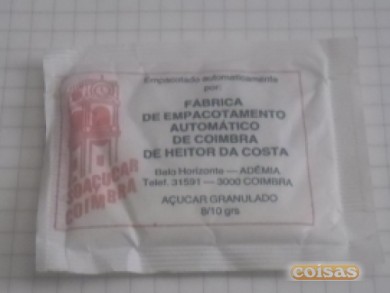 Empacotado automaticamente
por:
FÁBRICA
DE EMPACOTAMENTO
AUTOMÁTICO
DE COIMBRA
DE HEITOR DA COSTA
Belo Horizonte — ADÉMIA
Telef. 31591 — 3000 COIMBRA
AÇUCAR GRANULADO
8/10 grs
COIMBRA
coisas